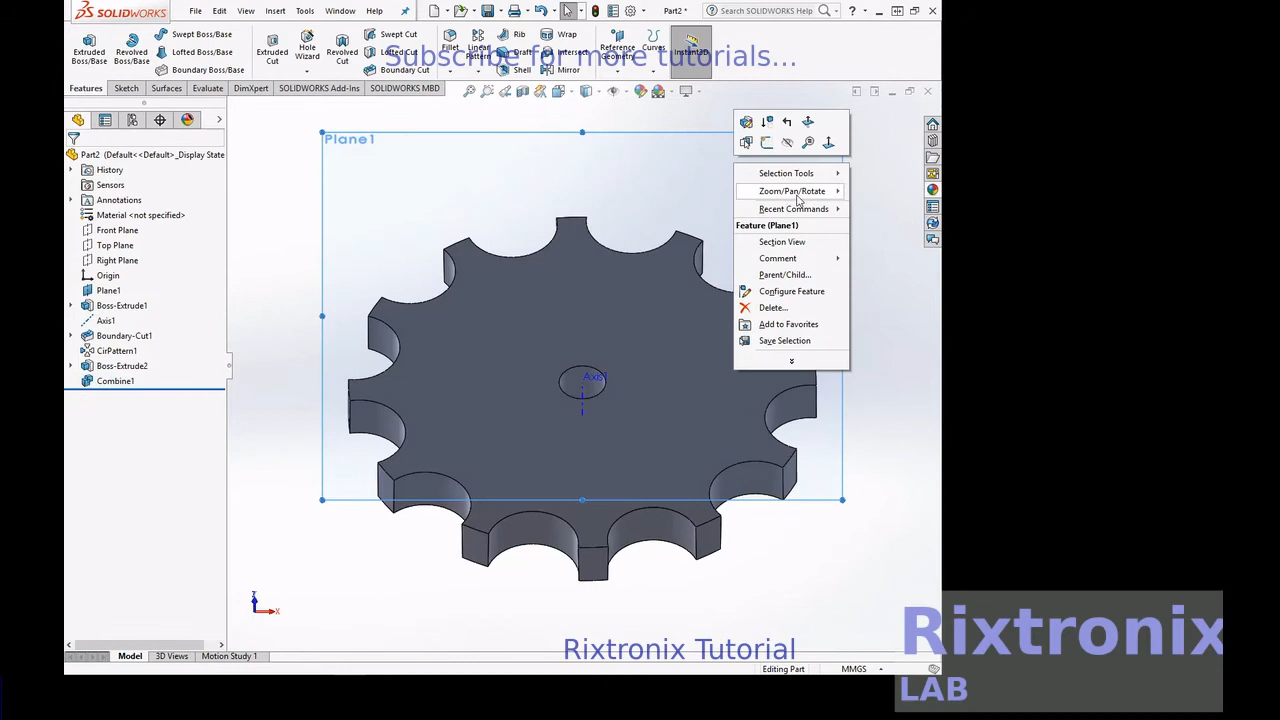 SOLIDWORKS
File Edit View Insert Tools Window Help
Part2 *
Search SOLIDWORKS Help
Extruded Boss/Base
Revolved Boss/Base
Swept Boss/Base
Lofted Boss/Base
Boundary Boss/Base
Extruded Cut
Hole Wizard
Revolved Cut
Swept Cut
Lofted Cut
Boundary Cut
Fillet
Linear Pattern
Rib
Draft
Shell
Wrap
Intersect
Mirror
Reference Geometry
Curves
Instant3D
Subscribe for more tutorials...
Features Sketch Surfaces Evaluate DimXpert SOLIDWORKS Add-Ins SOLIDWORKS MBD
Part2 (Default<<Default>_Display State
History
Sensors
Annotations
Material <not specified>
Front Plane
Top Plane
Right Plane
Origin
Plane1
Boss-Extrude1
Axis1
Boundary-Cut1
CirPattern1
Boss-Extrude2
Combine1
Plane1
Axis1
Selection Tools
Zoom/Pan/Rotate
Recent Commands
Feature (Plane1)
Section View
Comment
Parent/Child...
Configure Feature
Delete...
Add to Favorites
Save Selection
Z
X
Model 3D Views Motion Study 1
Editing Part MMGS
Rixtronix Tutorial
Rixtronix
LAB